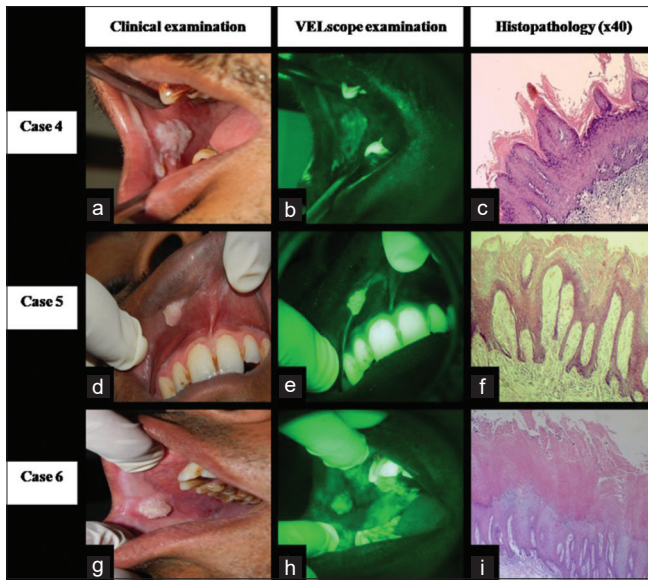 Clinical examination VELscope examination Histopathology (x40)
Case 4
a b c
Case 5
d e f
Case 6
g h i